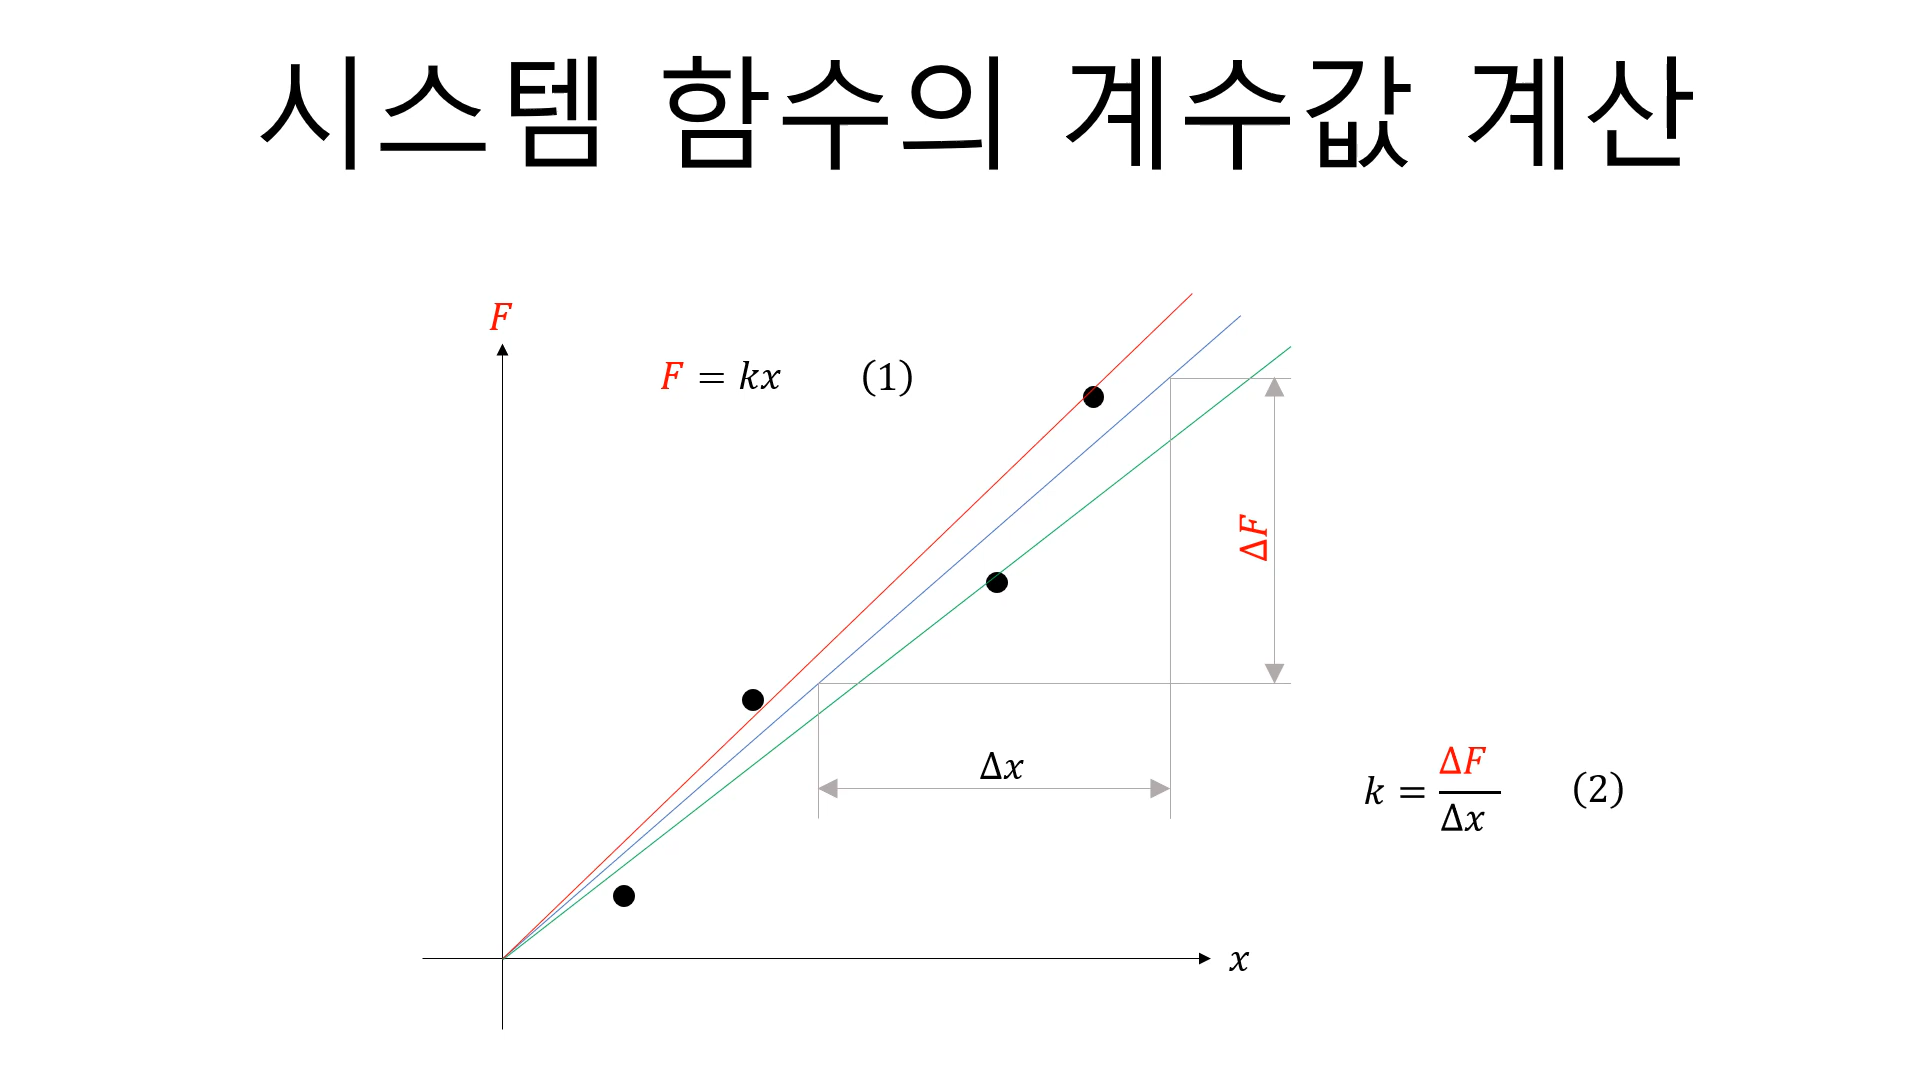 시스템 함수의 계수값 계산
F
F = kx (1)
ΔF
Δx
k = ΔF/Δx (2)
x